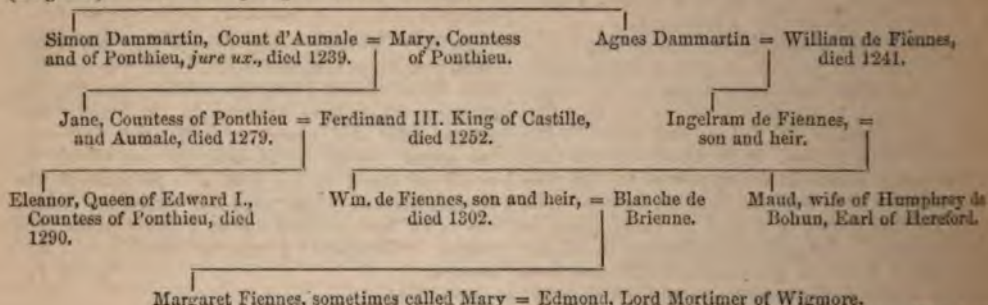 Simon Dammartin, Count d'Aumale = Mary, Countess
and of Ponthieu, jure ux., died 1239. of Ponthieu.
Agnes Dammartin = William de Fiennes,
died 1241.
Jane, Countess of Ponthieu = Ferdinand III. King of Castille,
and Aumale, died 1279. died 1252.
Ingelram de Fiennes, =
son and heir.
Eleanor, Queen of Edward I.,
Countess of Ponthieu, died
1290.
Wm. de Fiennes, son and heir, = Blanche de
died 1302. Brienne.
Maud, wife of Humphrey de
Bohun, Earl of Hereford.
Margaret Fiennes, sometimes called Mary = Edmond, Lord Mortimer of Wigmore.